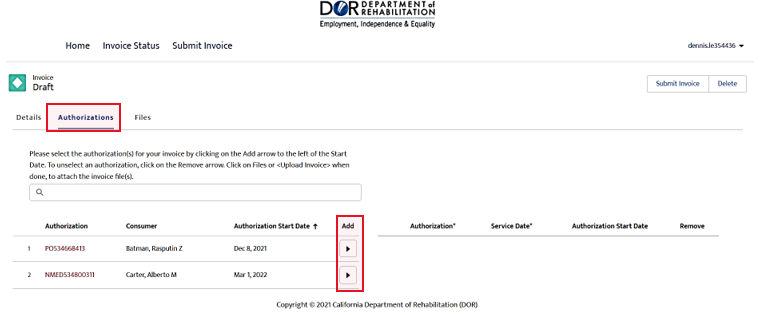 DOR DEPARTMENT of
REHABILITATION
Employment, Independence & Equality
Home Invoice Status Submit Invoice dennis.le354436
Invoice
Draft
Submit Invoice Delete
Details Authorizations Files
Please select the authorization(s) for your invoice by clicking on the Add arrow to the left of the Start
Date. To unselect an authorization, click on the Remove arrow. Click on Files or <Upload Invoice> when
done, to attach the invoice file(s).
Authorization Consumer Authorization Start Date ↑ Add Authorization* Service Date* Authorization Start Date Remove
1 PO534668413 Batman, Rasputin Z Dec 8, 2021
2 NMED534800311 Carter, Alberto M Mar 1, 2022
Copyright © 2021 California Department of Rehabilitation (DOR)